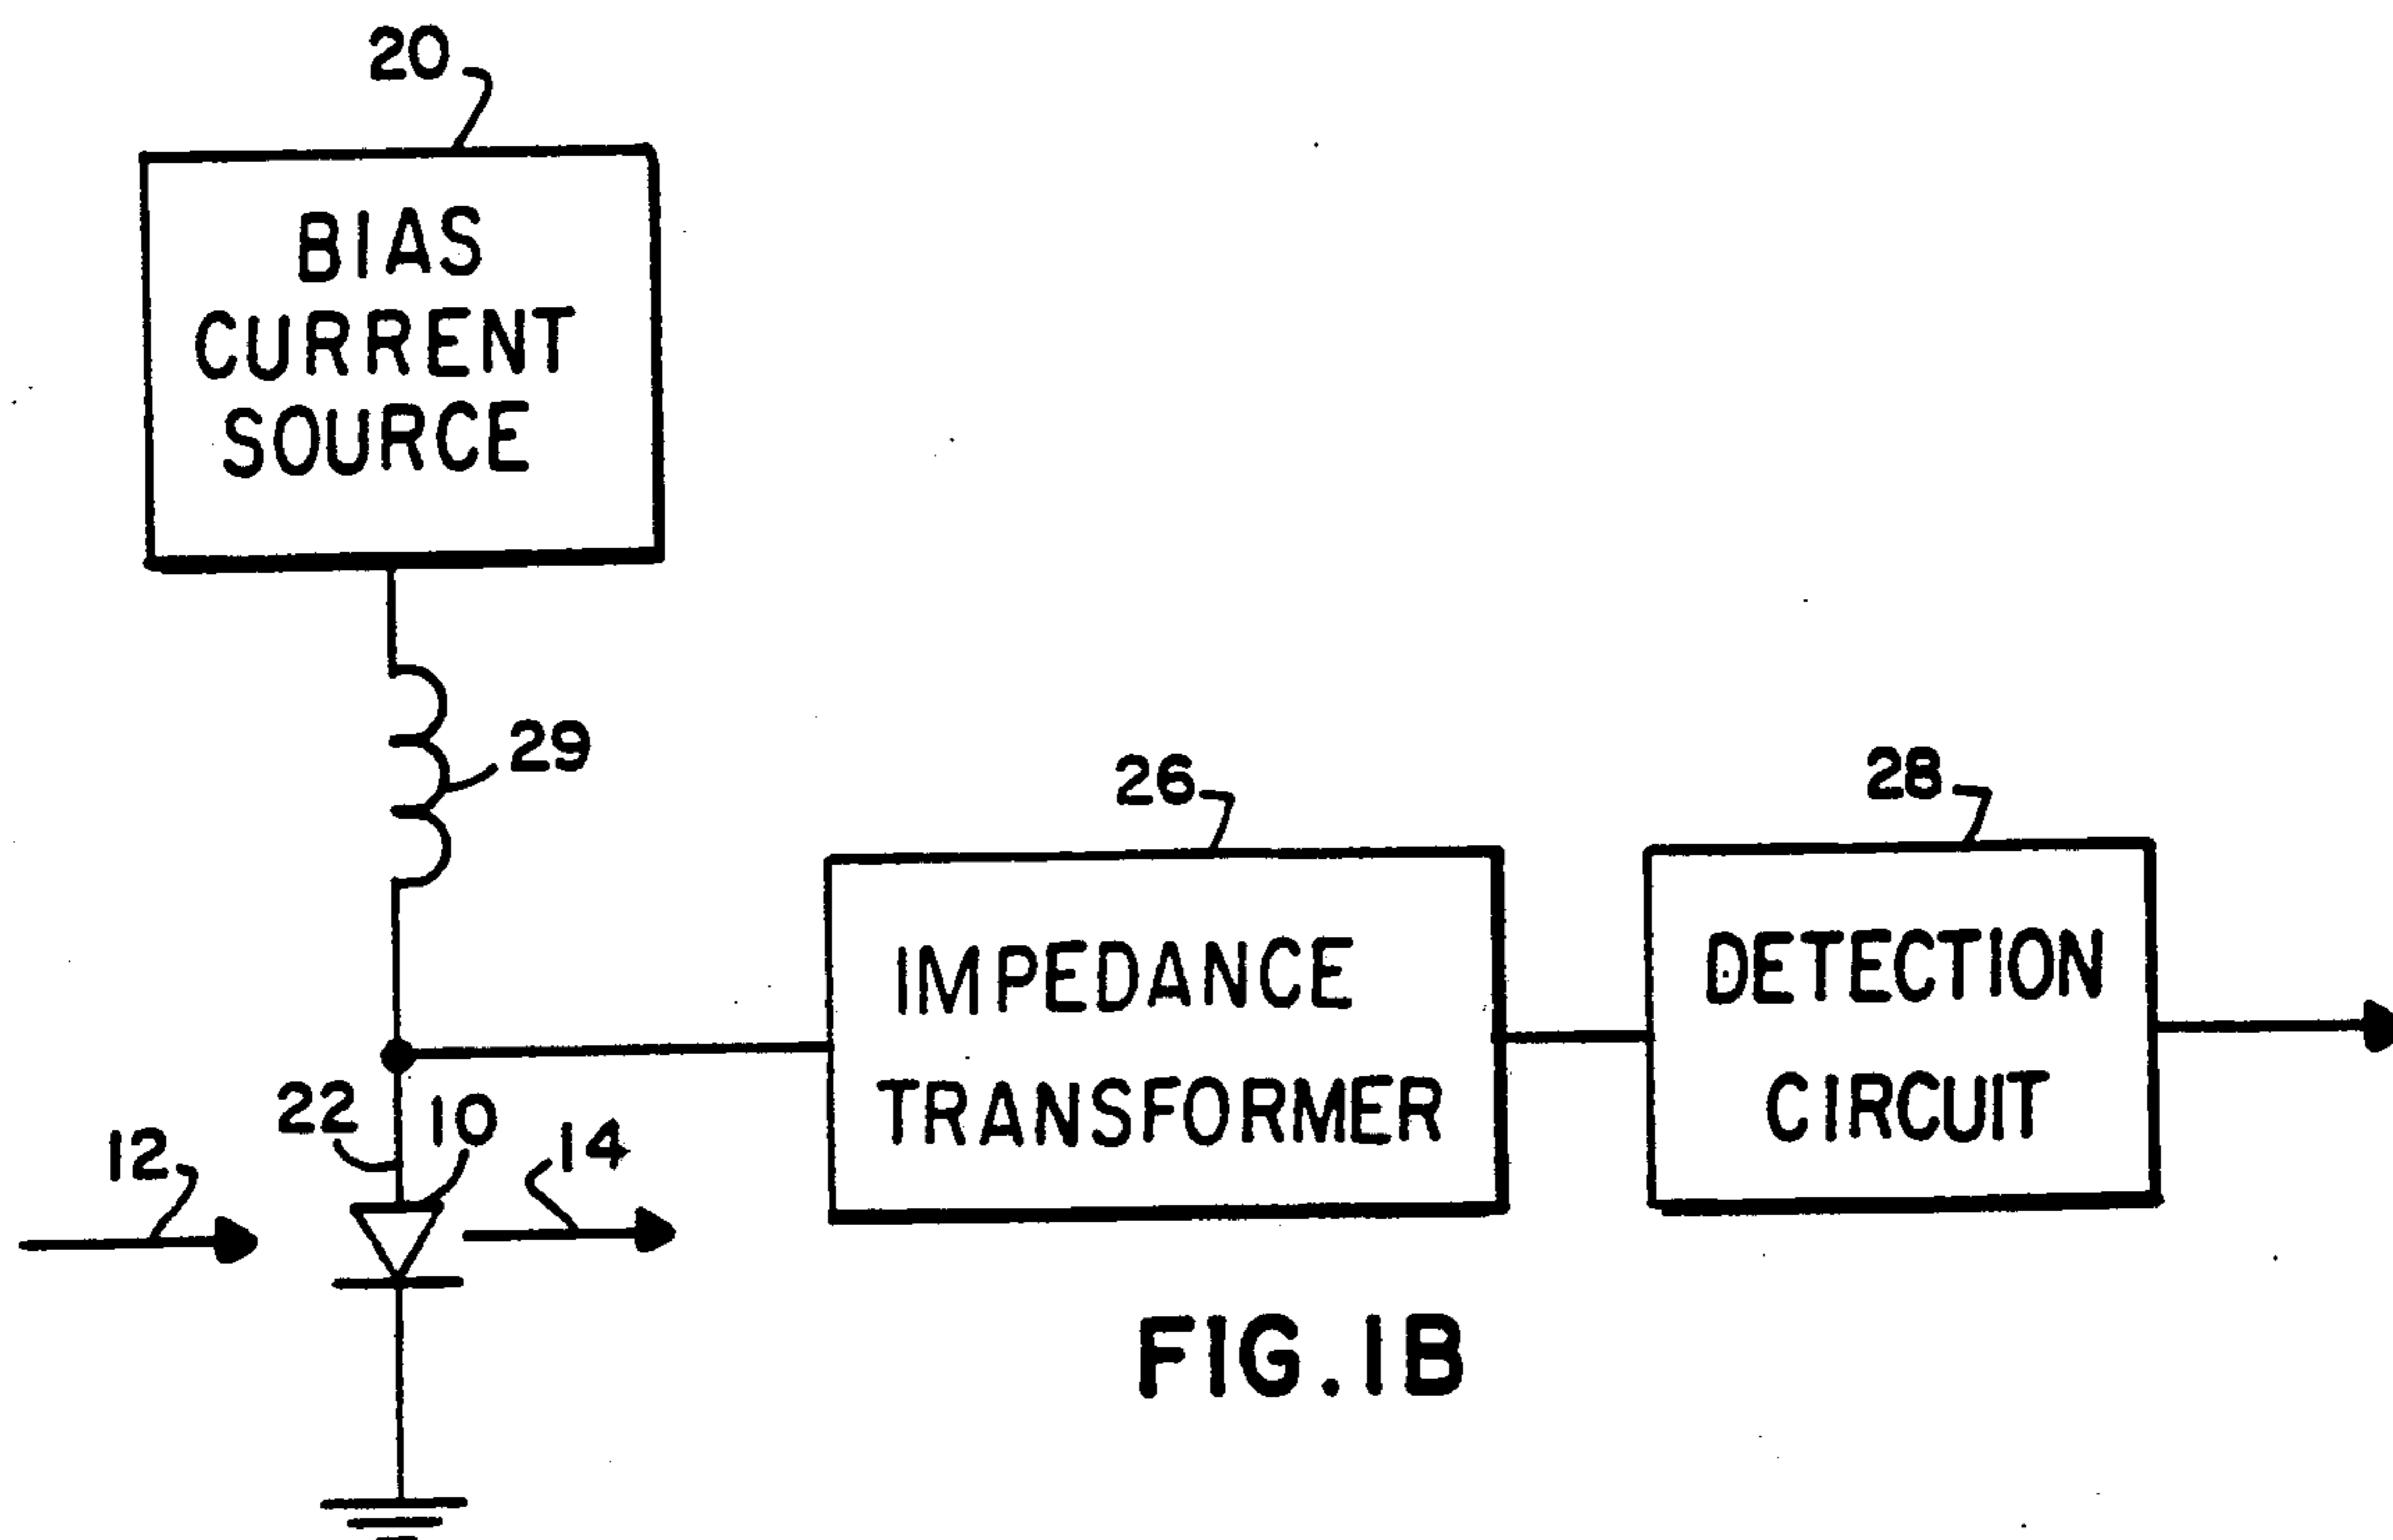 20
BIAS
CURRENT
SOURCE
29
26
28
IMPEDANCE
TRANSFORMER
DETECTION
CIRCUIT
22
10
12
14
FIG.1B